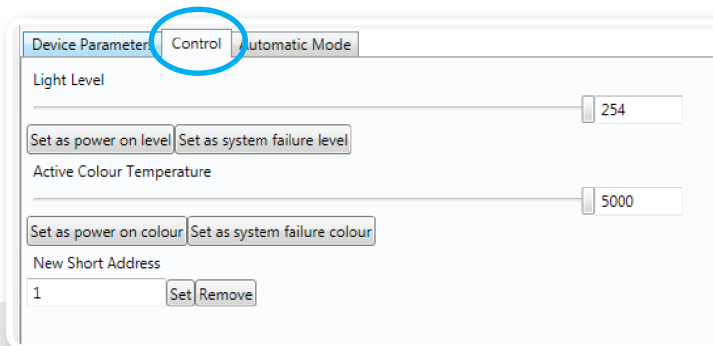 Device Parameters Control Automatic Mode
Light Level
254
Set as power on level Set as system failure level
Active Colour Temperature
5000
Set as power on colour Set as system failure colour
New Short Address
1 Set Remove